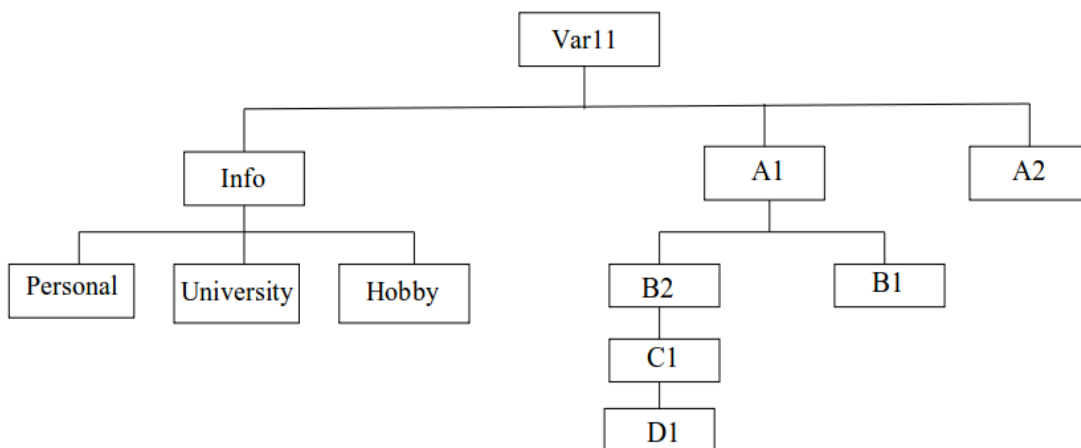 Var11
Info
A1
A2
Personal
University
Hobby
B2
B1
C1
D1